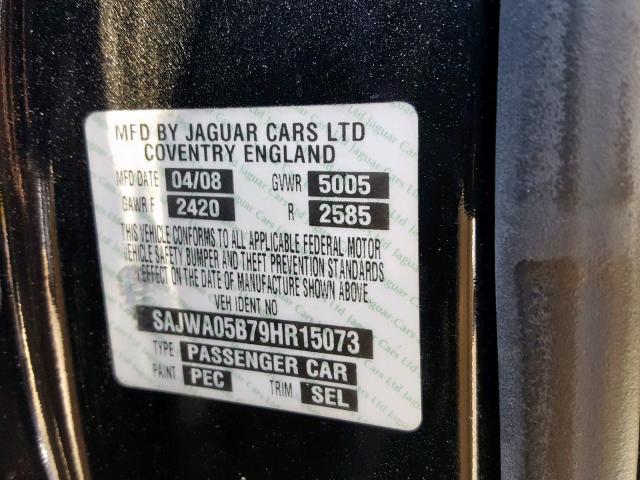 MFD BY JAGUAR CARS LTD
COVENTRY ENGLAND
MFD DATE 04/08 GVWR 5005
GAWR F 2420 R 2585
THIS VEHICLE CONFORMS TO ALL APPLICABLE FEDERAL MOTOR
VEHICLE SAFETY BUMPER AND THEFT PREVENTION STANDARDS
IN EFFECT ON THE DATE OF MANUFACTURE SHOWN ABOVE
VEH IDENT NO
SAJWA05B79HR15073
TYPE PASSENGER CAR
PAINT PEC TRIM SEL